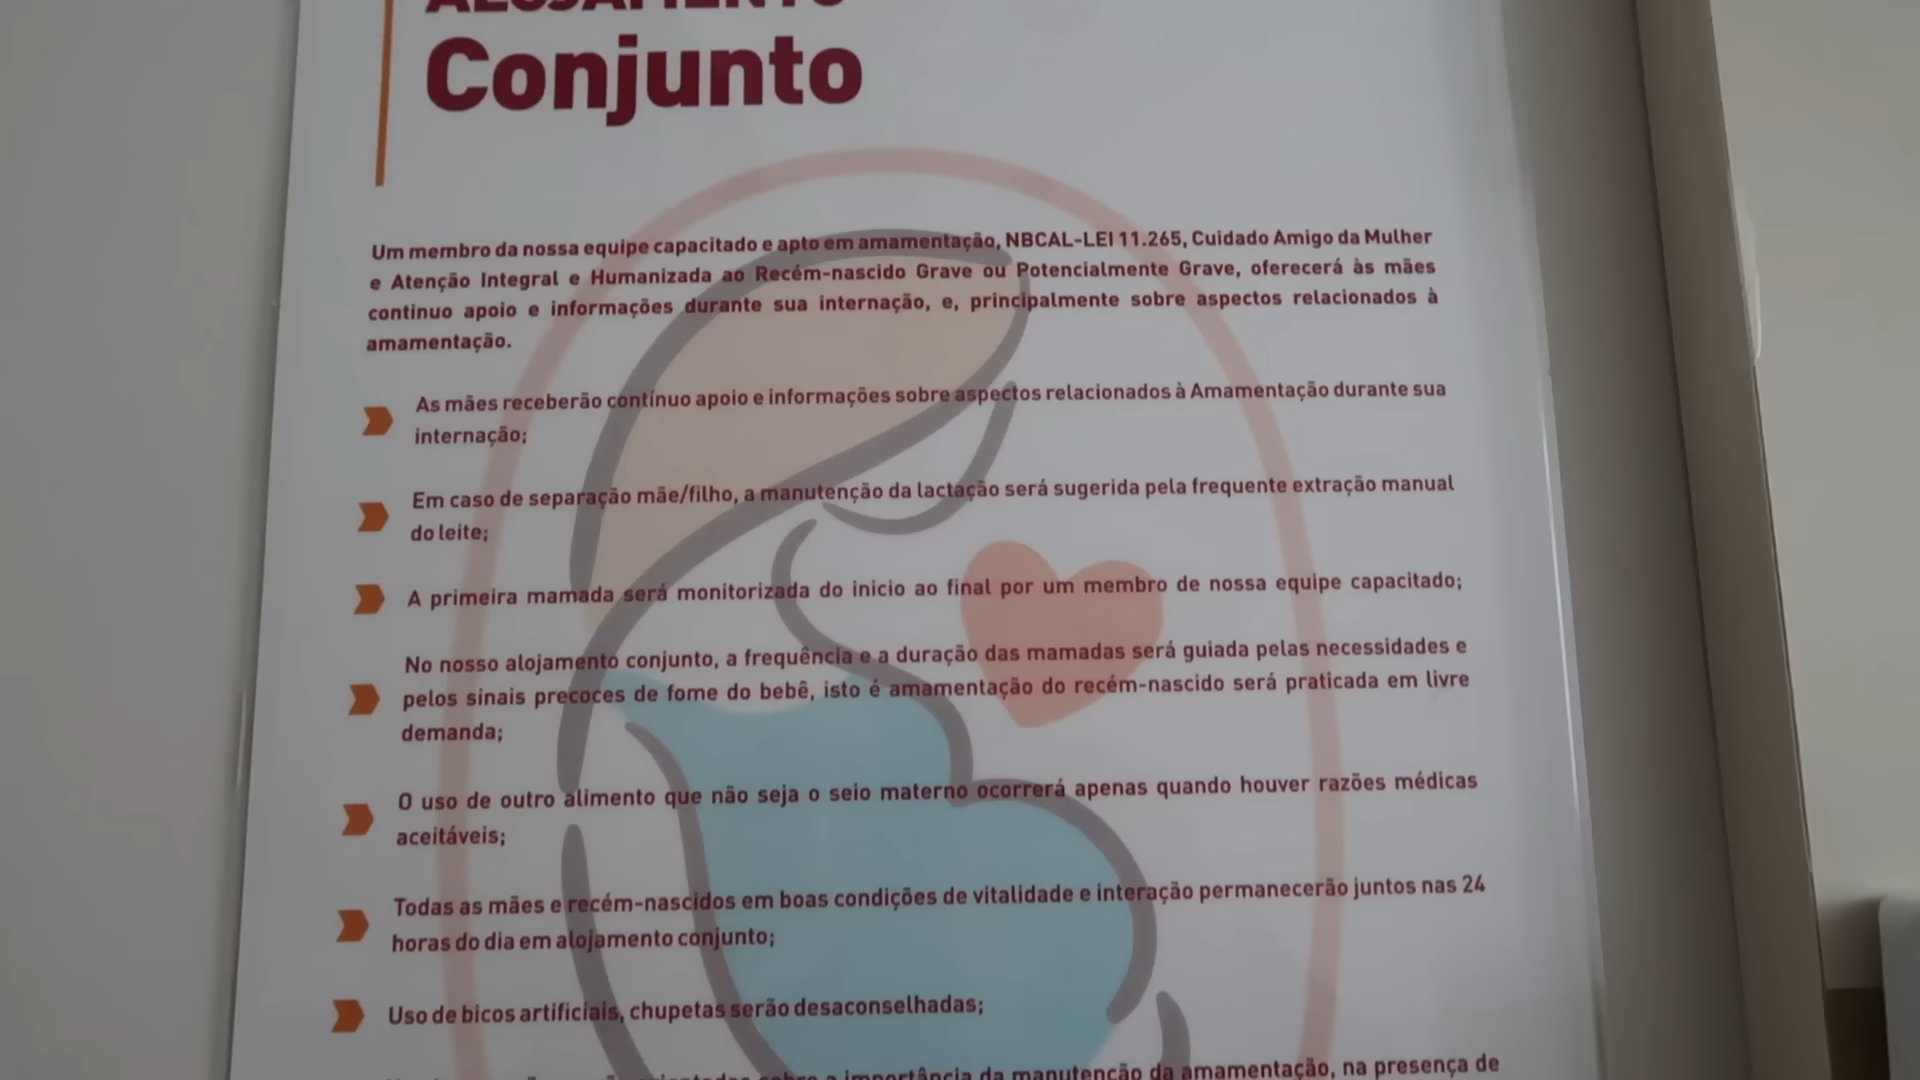 ALOJAMENTO
Conjunto
Um membro da nossa equipe capacitado e apto em amamentação, NBCAL-LEI 11.265, Cuidado Amigo da Mulher
e Atenção Integral e Humanizada ao Recém-nascido Grave ou Potencialmente Grave, oferecerá às mães
continuo apoio e informações durante sua internação, e, principalmente sobre aspectos relacionados à
amamentação.
As mães receberão contínuo apoio e informações sobre aspectos relacionados à Amamentação durante sua
internação;
Em caso de separação mãe/filho, a manutenção da lactação será sugerida pela frequente extração manual
do leite;
A primeira mamada será monitorizada do inicio ao final por um membro de nossa equipe capacitado;
No nosso alojamento conjunto, a frequência e a duração das mamadas será guiada pelas necessidades e
pelos sinais precoces de fome do bebê, isto é amamentação do recém-nascido será praticada em livre
demanda;
O uso de outro alimento que não seja o seio materno ocorrerá apenas quando houver razões médicas
aceitáveis;
Todas as mães e recém-nascidos em boas condições de vitalidade e interação permanecerão juntos nas 24
horas do dia em alojamento conjunto;
Uso de bicos artificiais, chupetas serão desaconselhadas;
importância da manutenção da amamentação, na presença de